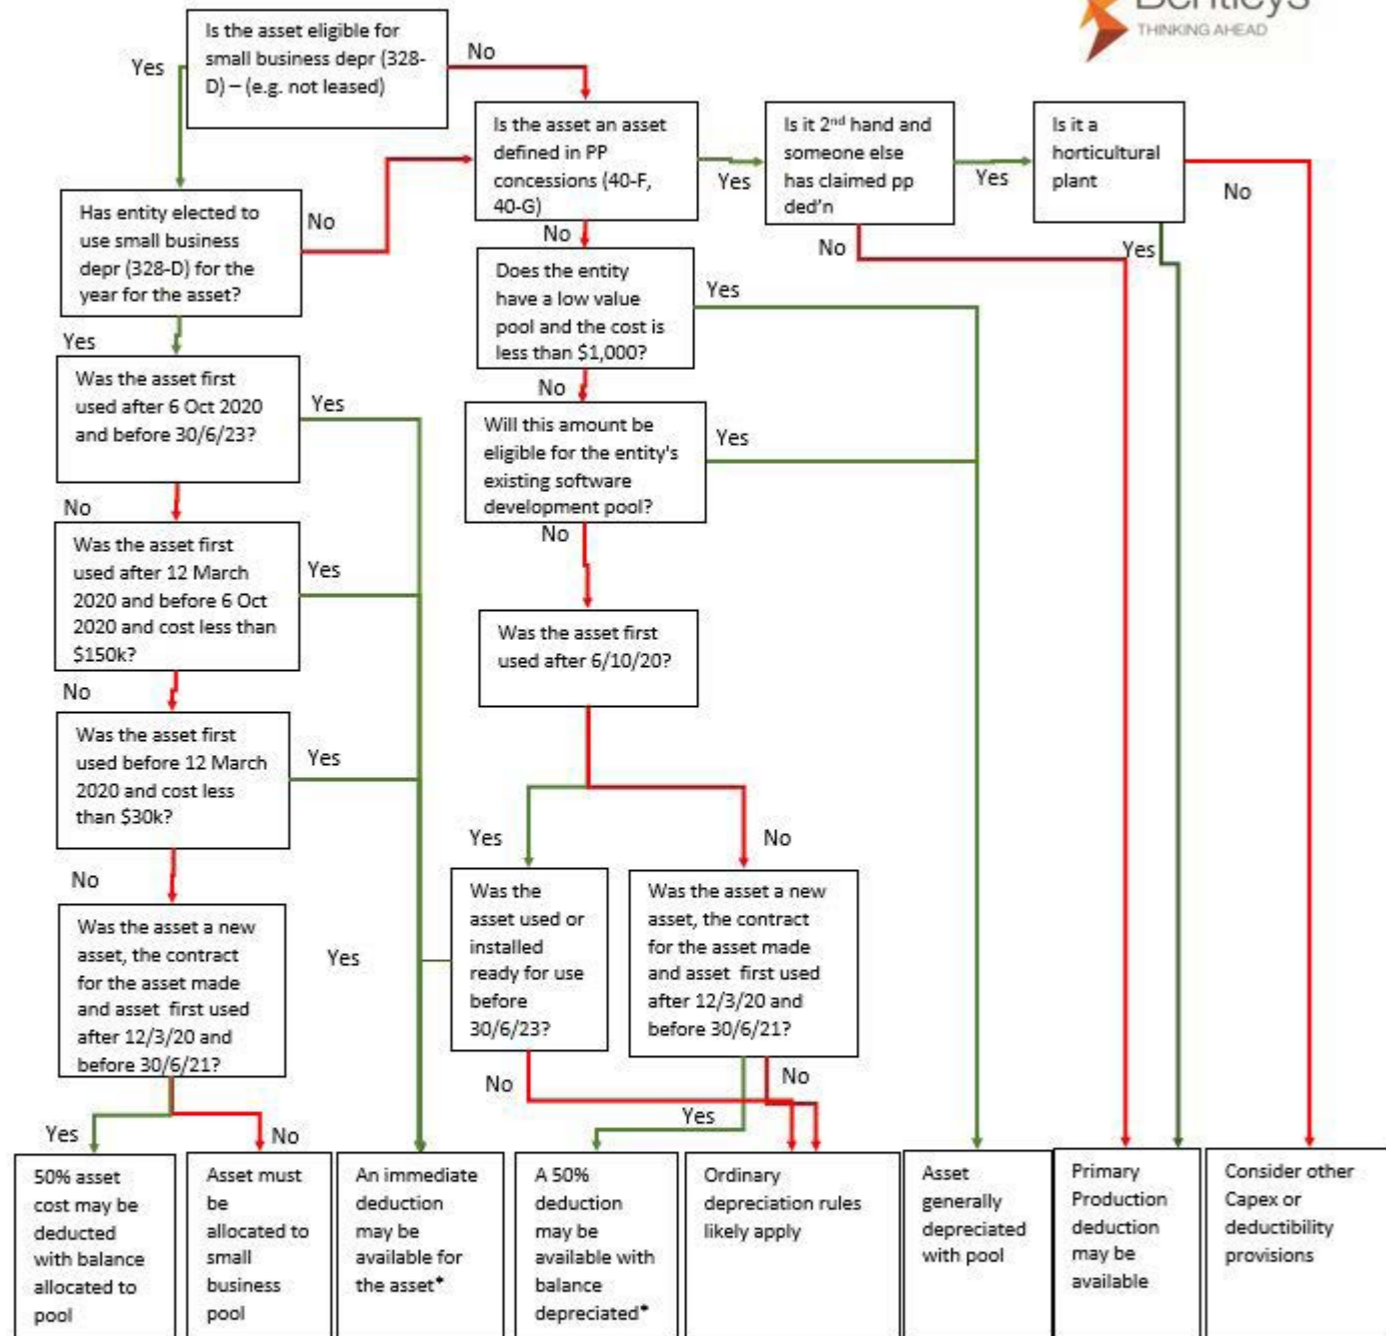 Bentleys
THINKING AHEAD
Is the asset eligible for
small business depr (328-
D) – (e.g. not leased)
Yes
No
Is the asset an asset
defined in PP
concessions (40-F,
40-G)
Yes
Is it 2nd hand and
someone else
has claimed pp
ded'n
Yes
Is it a
horticultural
plant
No
Has entity elected to
use small business
depr (328-D) for the
year for the asset?
No
No
No
Yes
Does the entity
have a low value
pool and the cost is
less than $1,000?
Yes
Yes
Was the asset first
used after 6 Oct 2020
and before 30/6/23?
Yes
No
Will this amount be
eligible for the entity's
existing software
development pool?
Yes
No
No
Was the asset first
used after 12 March
2020 and before 6 Oct
2020 and cost less than
$150k?
Yes
Was the asset first
used after 6/10/20?
No
Was the asset first
used before 12 March
2020 and cost less
than $30k?
Yes
Yes
No
No
Was the asset a new
asset, the contract
for the asset made
and asset first used
after 12/3/20 and
before 30/6/21?
Yes
Was the
asset used or
installed
ready for use
before
30/6/23?
Was the asset a new
asset, the contract
for the asset made
and asset first used
after 12/3/20 and
before 30/6/21?
No
No
Yes
Yes
No
50% asset
cost may be
deducted
with balance
allocated to
pool
Asset must
be
allocated to
small
business
pool
An immediate
deduction
may be
available for
the asset*
A 50%
deduction
may be
available with
balance
depreciated*
Ordinary
depreciation rules
likely apply
Asset
generally
depreciated
with pool
Primary
Production
deduction
may be
available
Consider other
Capex or
deductibility
provisions